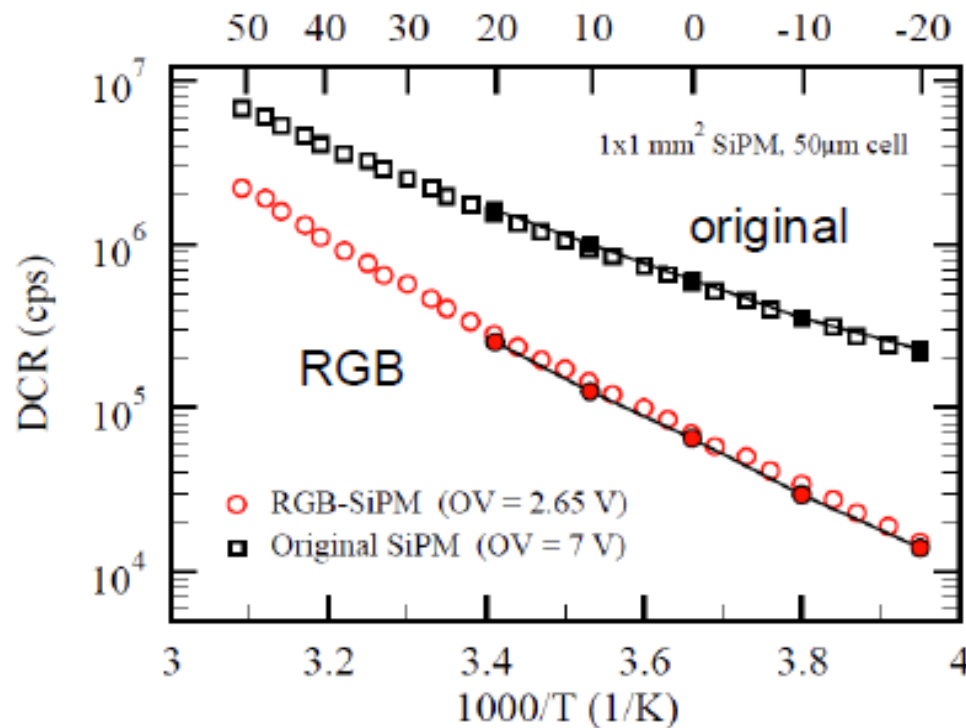 50 40 30 20 10 0 -10 -20
10^7
1x1 mm^2 SiPM, 50μm cell
original
10^6
DCR (cps)
RGB
10^5
RGB-SiPM (OV = 2.65 V)
Original SiPM (OV = 7 V)
10^4
3 3.2 3.4 3.6 3.8 4
1000/T (1/K)